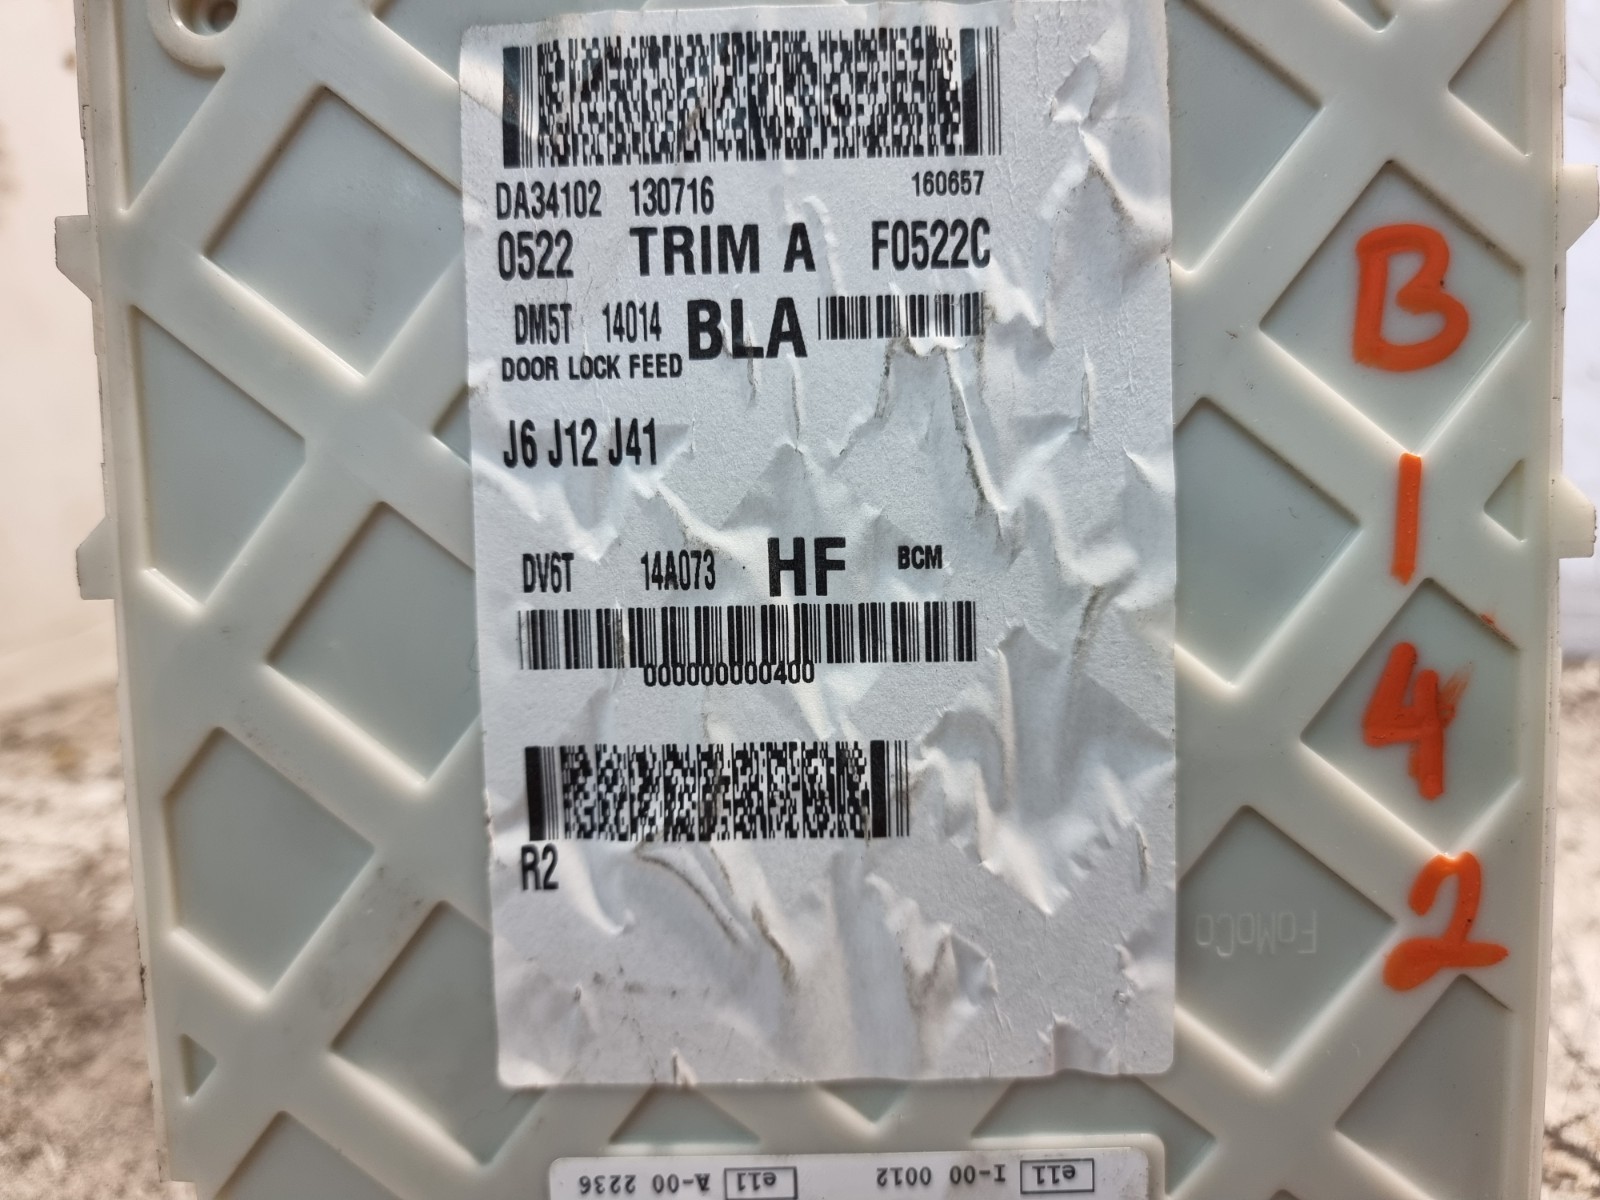 DA34102 130716 160657
0522 TRIM A F0522C
DM5T 14014 BLA
DOOR LOCK FEED
J6 J12 J41
DV6T 14A073 HF BCM
000000000400
R2
B
1
4
2
FoMoCo
e11 I-00 0012 e11 A-00 2236